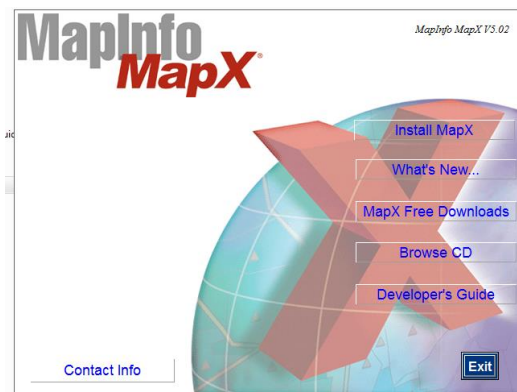 MapInfo
MapX®
MapInfo MapX V5.02
Install MapX
What's New...
MapX Free Downloads
Browse CD
Developer's Guide
Contact Info
Exit